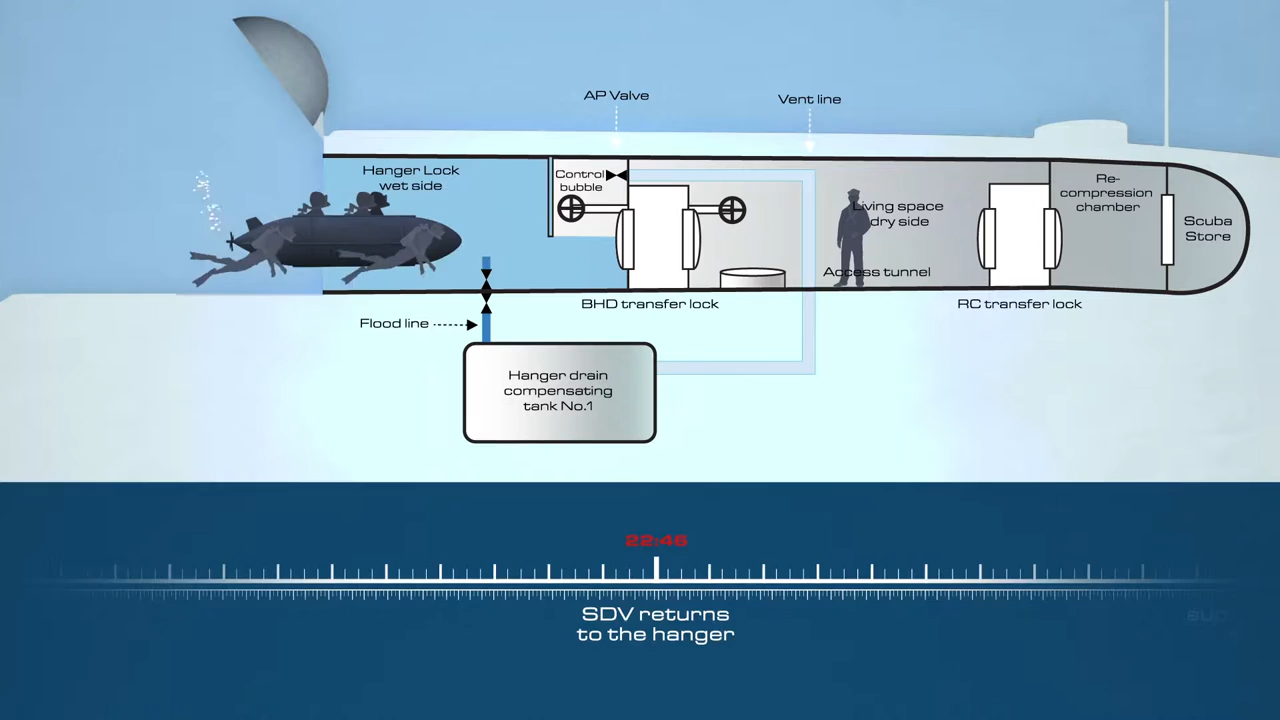 AP Valve
Vent line
Hanger Lock
wet side
Control
bubble
Living space
dry side
Re-
compression
chamber
Scuba
Store
Access tunnel
BHD transfer lock
RC transfer lock
Flood line
Hanger drain
compensating
tank No.1
22:46
SDV returns
to the hanger